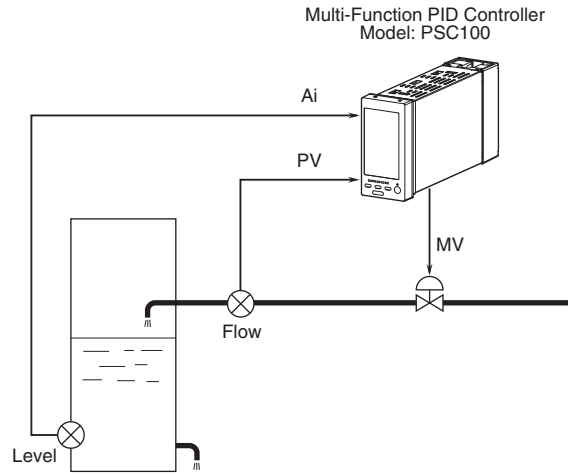 Multi-Function PID Controller
Model: PSC100
Ai
PV
MV
Flow
Level